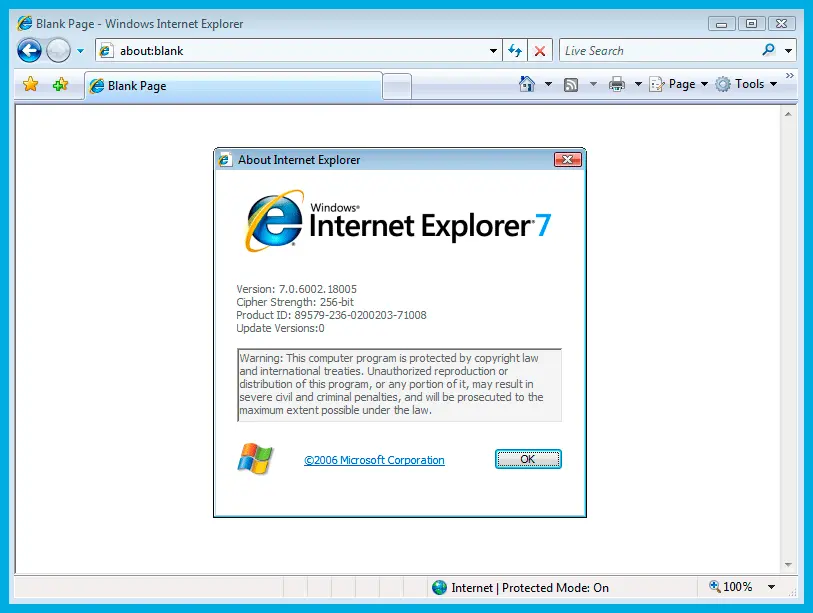 Blank Page - Windows Internet Explorer
about:blank
Live Search
Blank Page
Page
Tools
»
About Internet Explorer
Windows®
Internet Explorer 7
Version: 7.0.6002.18005
Cipher Strength: 256-bit
Product ID: 89579-236-0200203-71008
Update Versions:0
Warning: This computer program is protected by copyright law
and international treaties. Unauthorized reproduction or
distribution of this program, or any portion of it, may result in
severe civil and criminal penalties, and will be prosecuted to the
maximum extent possible under the law.
©2006 Microsoft Corporation
OK
Internet | Protected Mode: On
100%